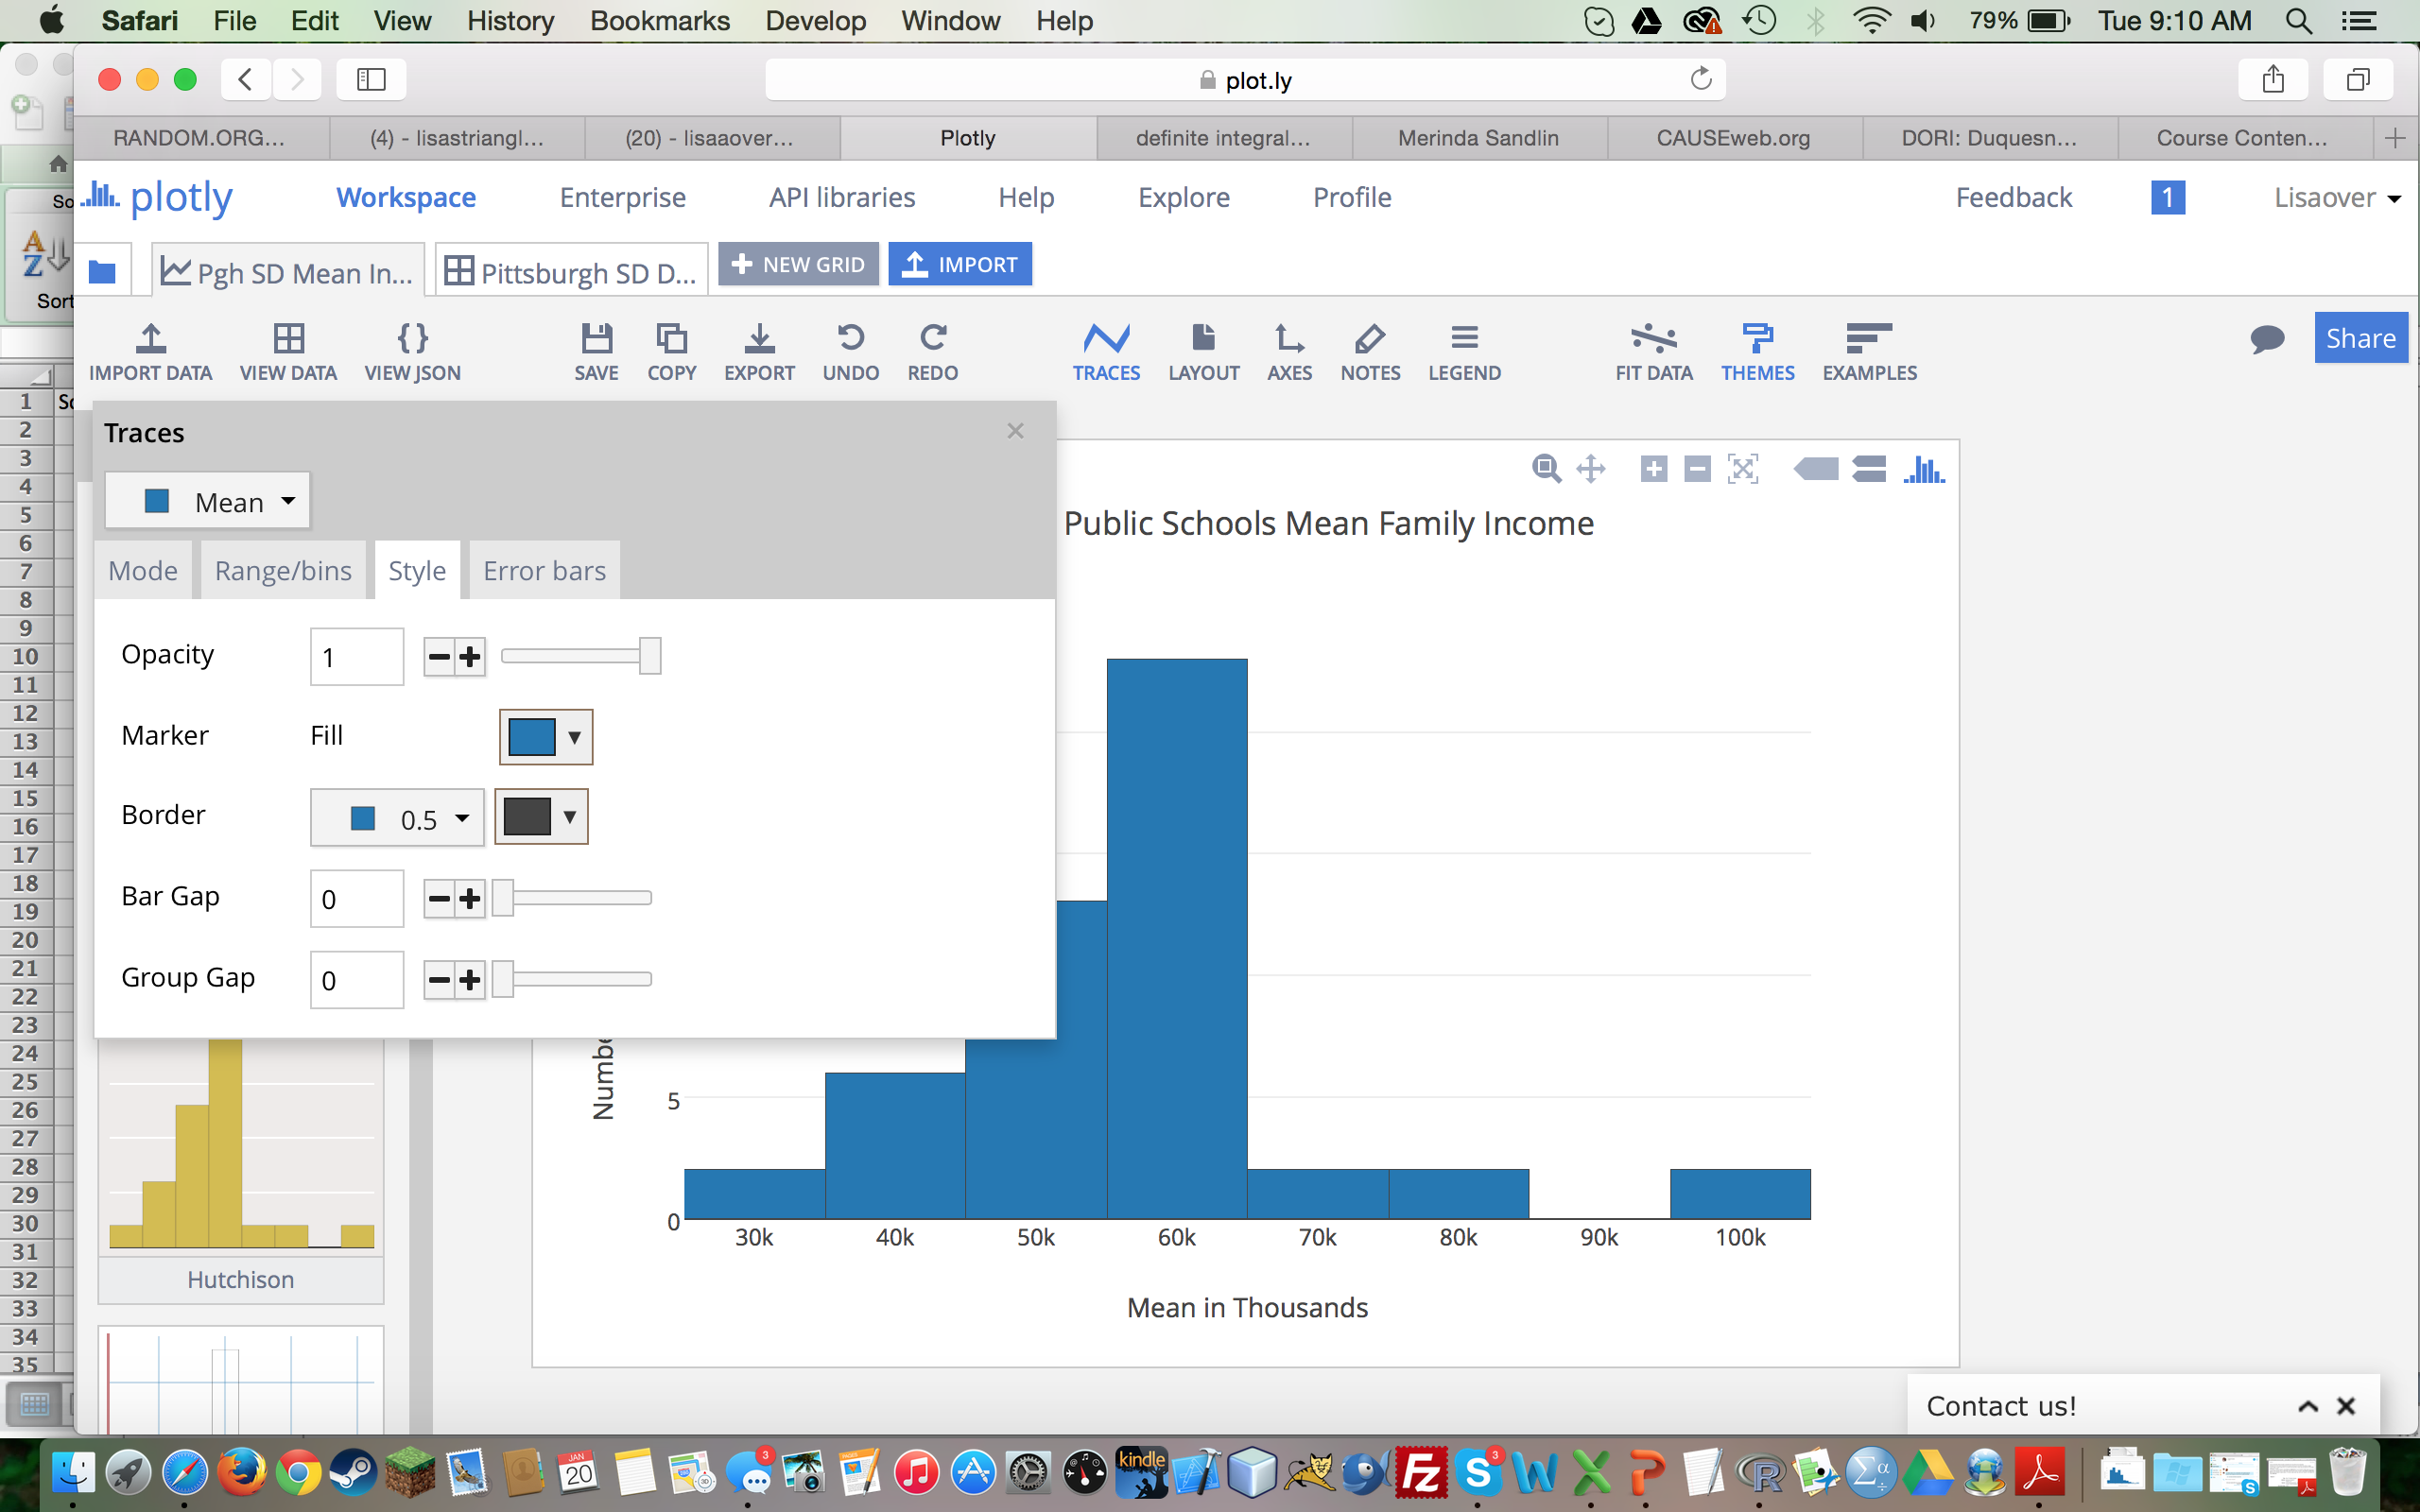 Safari File Edit View History Bookmarks Develop Window Help 79% Tue 9:10 AM
plot.ly
RANDOM.ORG... (4) - lisastriangl... (20) - lisaaover... Plotly definite integral... Merinda Sandlin CAUSEweb.org DORI: Duquesn... Course Conten...
plotly Workspace Enterprise API libraries Help Explore Profile Feedback 1 Lisaover
Pgh SD Mean In... Pittsburgh SD D... NEW GRID IMPORT
A
Z
Sort
IMPORT DATA VIEW DATA VIEW JSON SAVE COPY EXPORT UNDO REDO TRACES LAYOUT AXES NOTES LEGEND FIT DATA THEMES EXAMPLES Share
Traces
Mean
Mode Range/bins Style Error bars
Opacity 1
Marker Fill
Border 0.5
Bar Gap 0
Group Gap 0
Public Schools Mean Family Income
5
0
30k 40k 50k 60k 70k 80k 90k 100k
Mean in Thousands
Hutchison
1
2
3
4
5
6
7
8
9
10
11
12
13
14
15
16
17
18
19
20
21
22
23
24
25
26
27
28
29
30
31
32
33
34
35
Contact us!
JAN
20
3
kindle
Fz
S 3
W
X
P
R
Σα